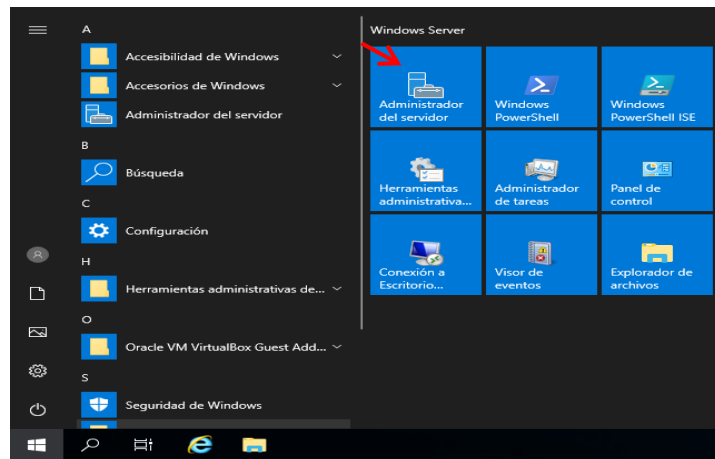 A
Accesibilidad de Windows
Accesorios de Windows
Administrador del servidor
B
Búsqueda
C
Configuración
H
Herramientas administrativas de...
O
Oracle VM VirtualBox Guest Add...
S
Seguridad de Windows
Windows Server
Administrador
del servidor
Windows
PowerShell
Windows
PowerShell ISE
Herramientas
administrativa...
Administrador
de tareas
Panel de
control
Conexión a
Escritorio...
Visor de
eventos
Explorador de
archivos